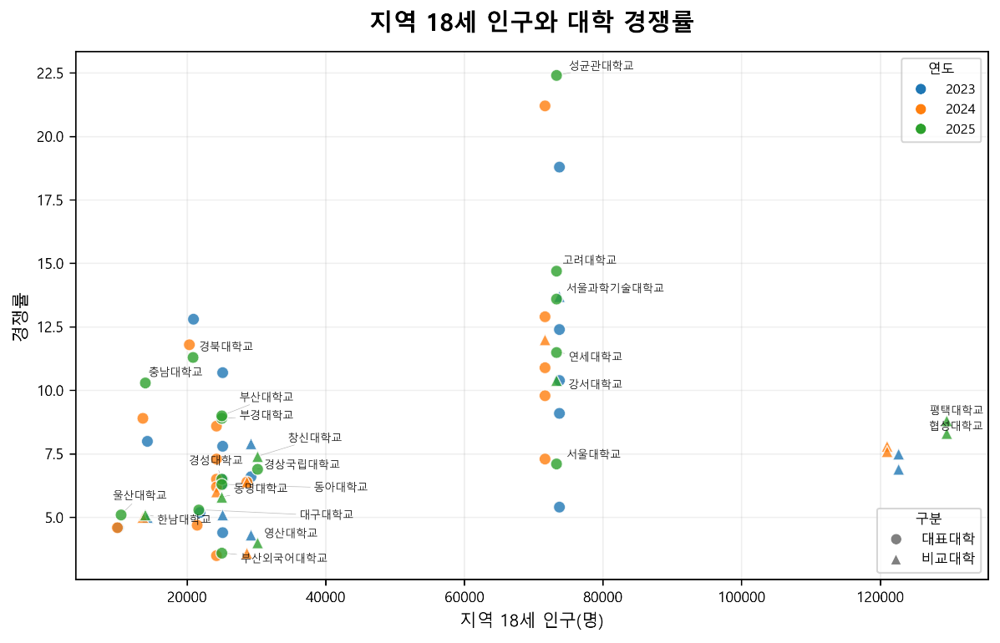 지역 18세 인구와 대학 경쟁률
경쟁률
22.5
20.0
17.5
15.0
12.5
10.0
7.5
5.0
성균관대학교
고려대학교
서울과학기술대학교
경북대학교
충남대학교
연세대학교
강서대학교
부산대학교
부경대학교
평택대학교
협성대학교
창신대학교
경성대학교
경상국립대학교
서울대학교
동명대학교
동아대학교
울산대학교
한남대학교
대구대학교
영산대학교
부산외국어대학교
연도
2023
2024
2025
구분
대표대학
비교대학
20000
40000
60000
80000
100000
120000
지역 18세 인구(명)